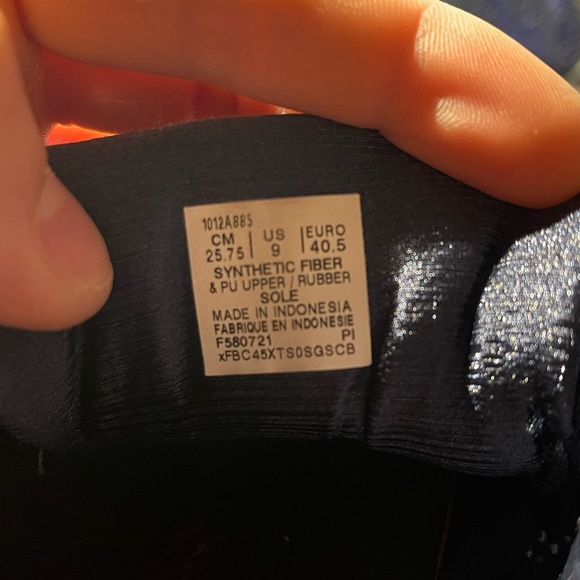 1012A885
CM | US | EURO
25.75 | 9 | 40.5
SYNTHETIC FIBER
& PU UPPER / RUBBER
SOLE
MADE IN INDONESIA
FABRIQUE EN INDONESIE
F580721 PI
xFBC45XTS0SGSCB